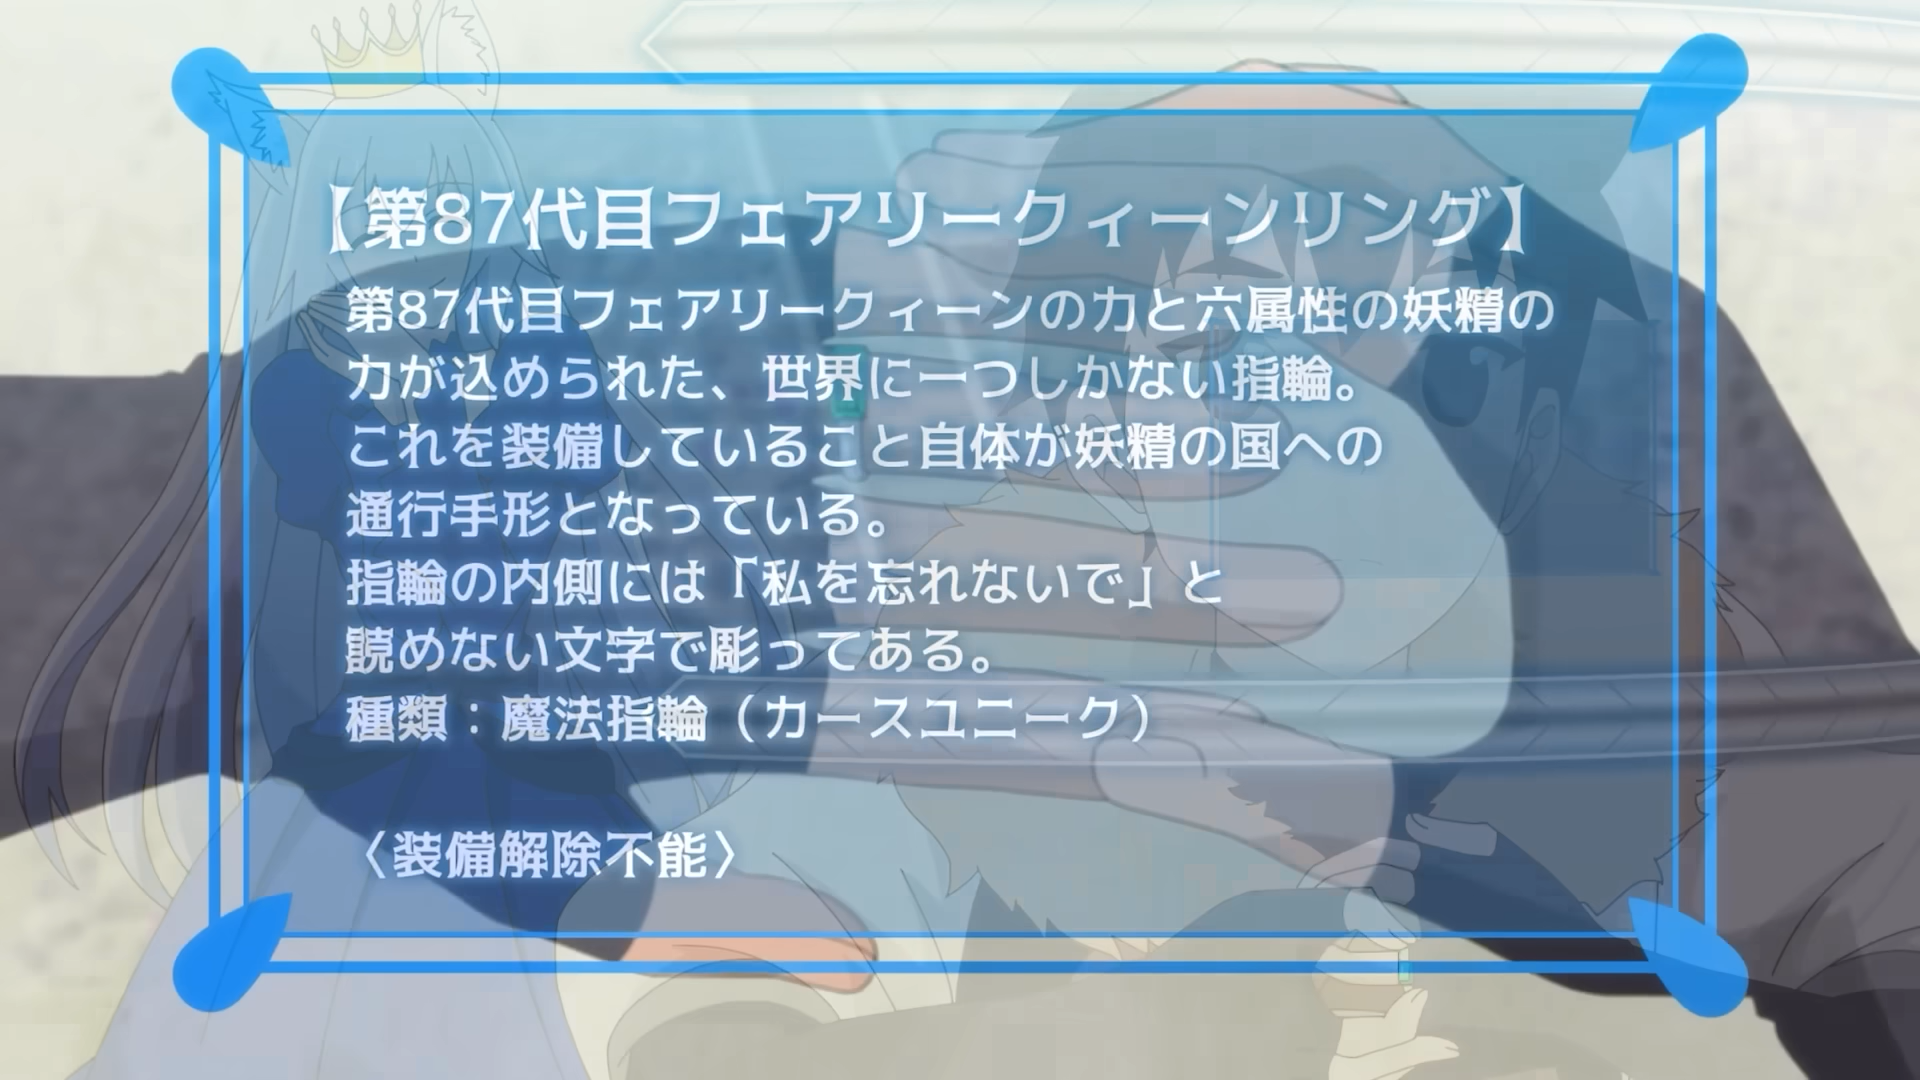 【第87代目フェアリークィーンリング】
第87代目フェアリークィーンの力と六属性の妖精の
力が込められた、世界に一つしかない指輪。
これを装備していること自体が妖精の国への
通行手形となっている。
指輪の内側には「私を忘れないで」と
読めない文字で彫ってある。
種類：魔法指輪（カースユニーク）
〈装備解除不能〉